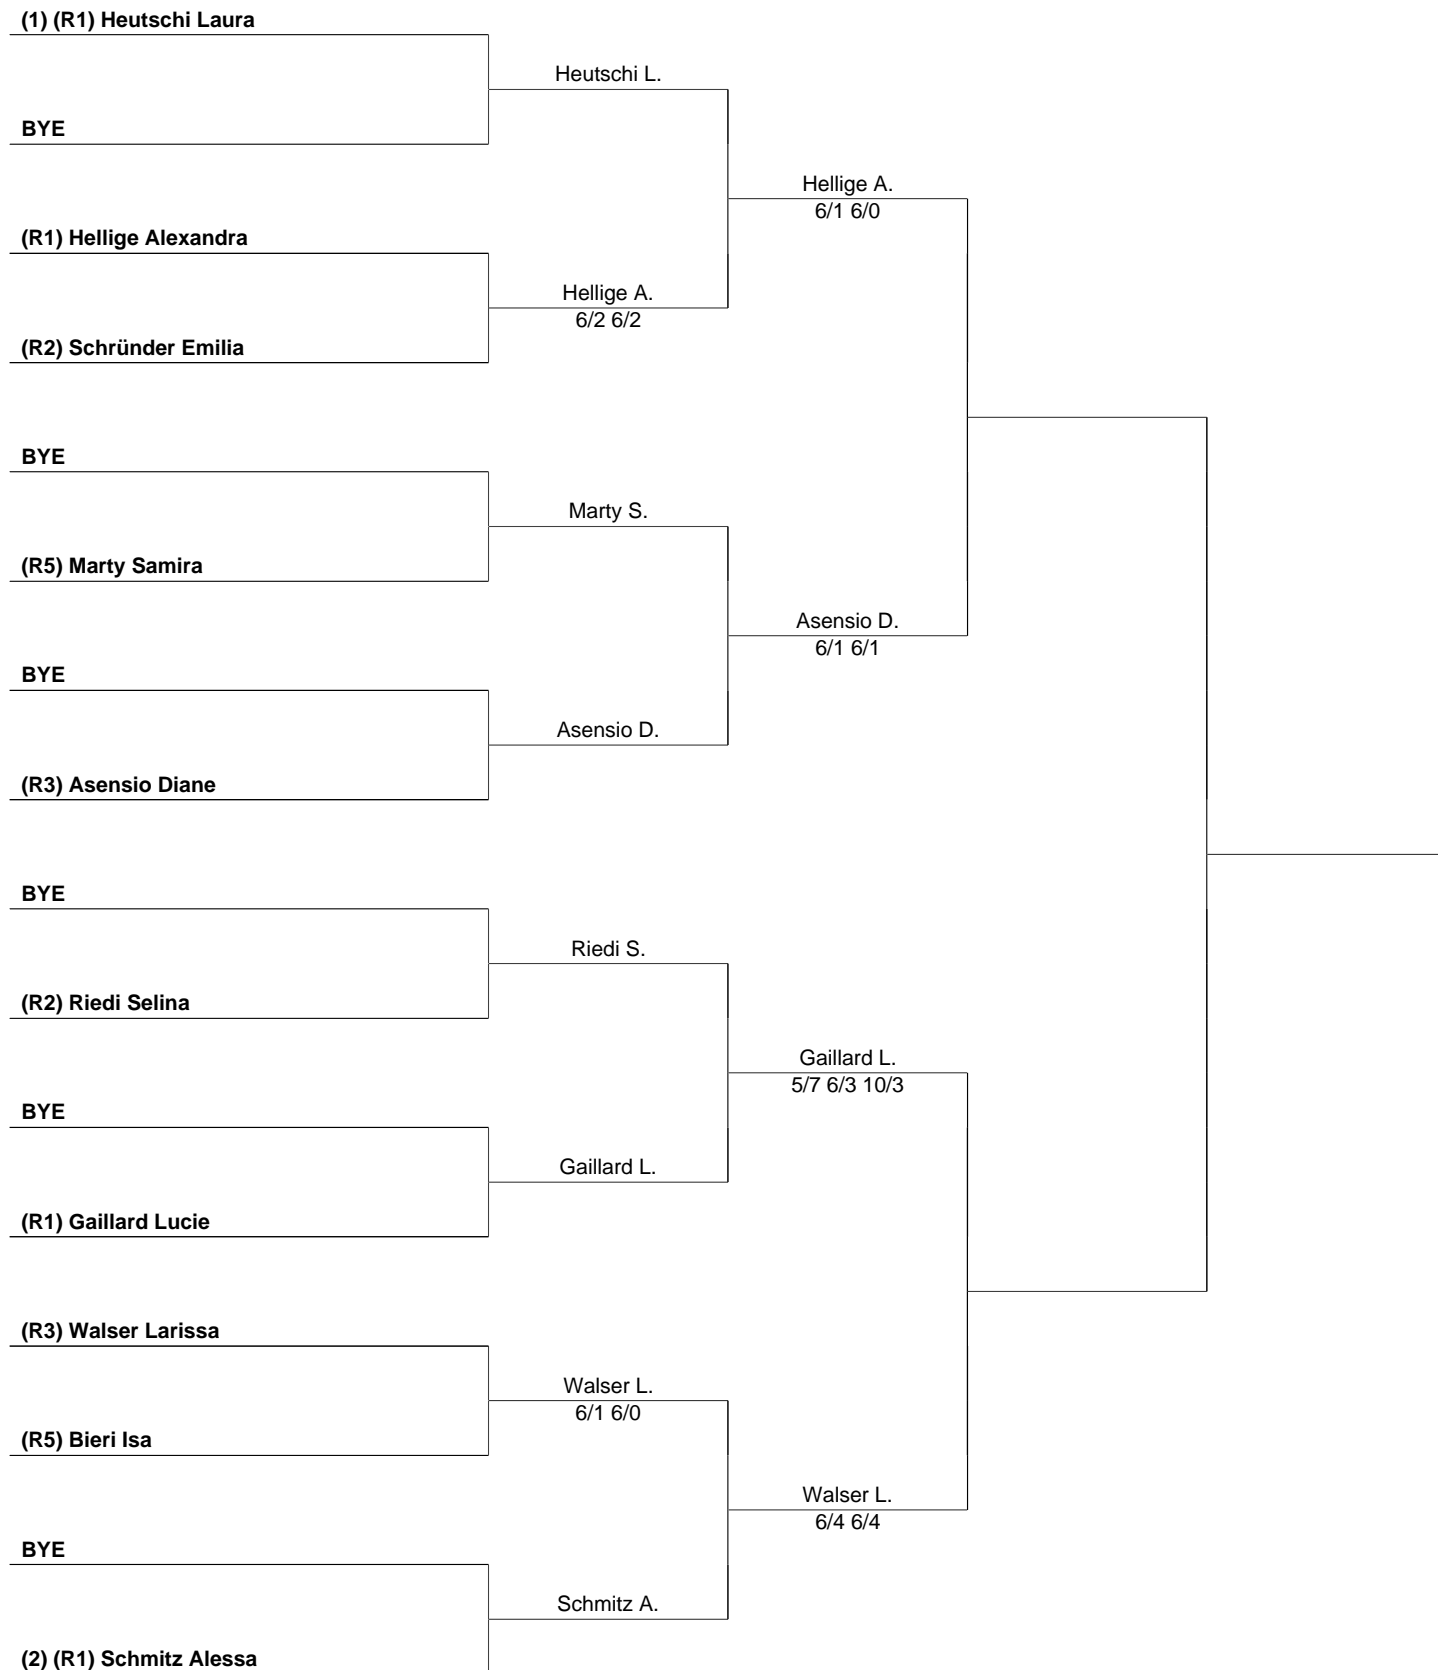 (1) (R1) Heutschi Laura
Heutschi L.
BYE
Hellige A.
6/1 6/0
(R1) Hellige Alexandra
Hellige A.
6/2 6/2
(R2) Schründer Emilia
BYE
Marty S.
(R5) Marty Samira
Asensio D.
6/1 6/1
BYE
Asensio D.
(R3) Asensio Diane
BYE
Riedi S.
(R2) Riedi Selina
Gaillard L.
5/7 6/3 10/3
BYE
Gaillard L.
(R1) Gaillard Lucie
(R3) Walser Larissa
Walser L.
6/1 6/0
(R5) Bieri Isa
Walser L.
6/4 6/4
BYE
Schmitz A.
(2) (R1) Schmitz Alessa